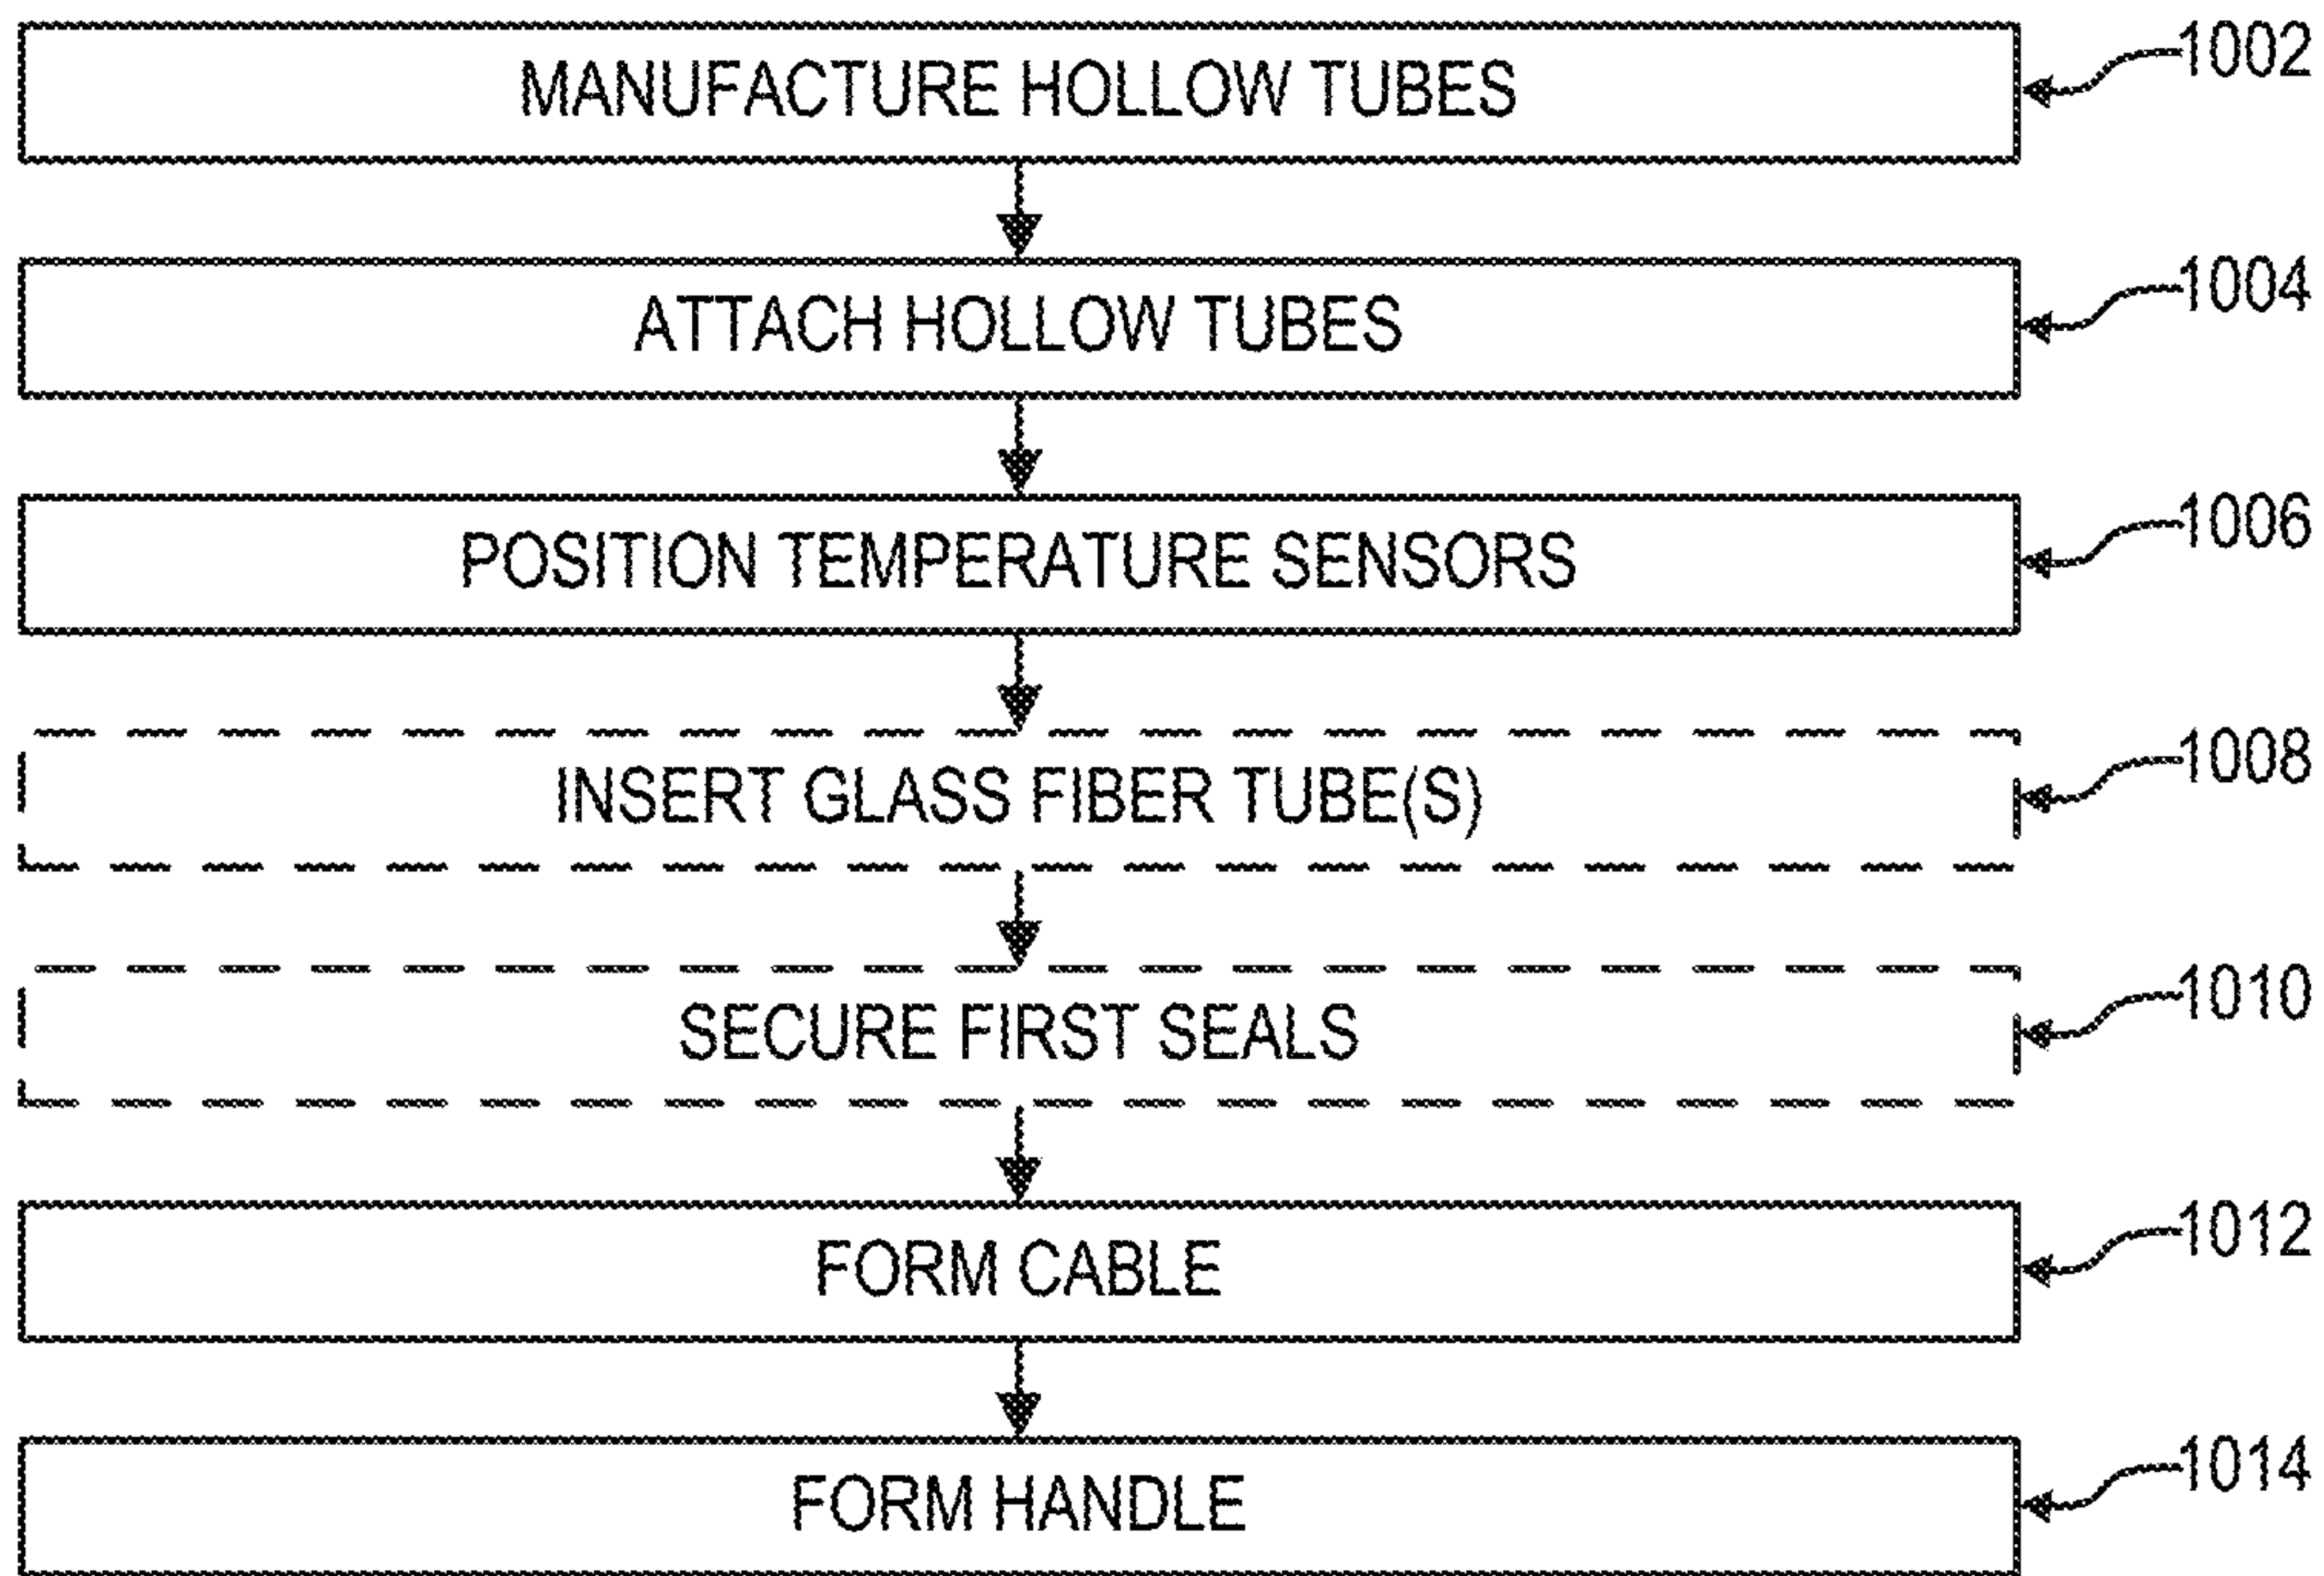 MANUFACTURE HOLLOW TUBES 1002
ATTACH HOLLOW TUBES 1004
POSITION TEMPERATURE SENSORS 1006
INSERT GLASS FIBER TUBE(S) 1008
SECURE FIRST SEALS 1010
FORM CABLE 1012
FORM HANDLE 1014